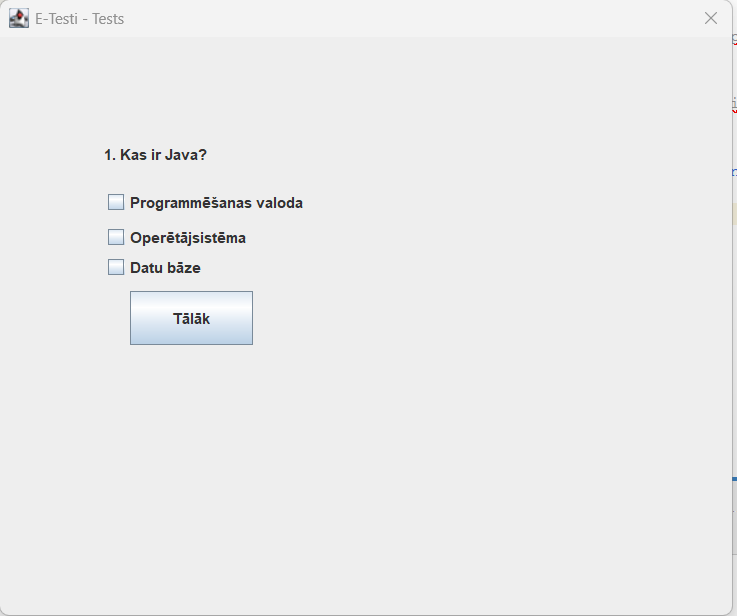 E-Testi - Tests
1. Kas ir Java?
Programmēšanas valoda
Operētājsistēma
Datu bāze
Tālāk